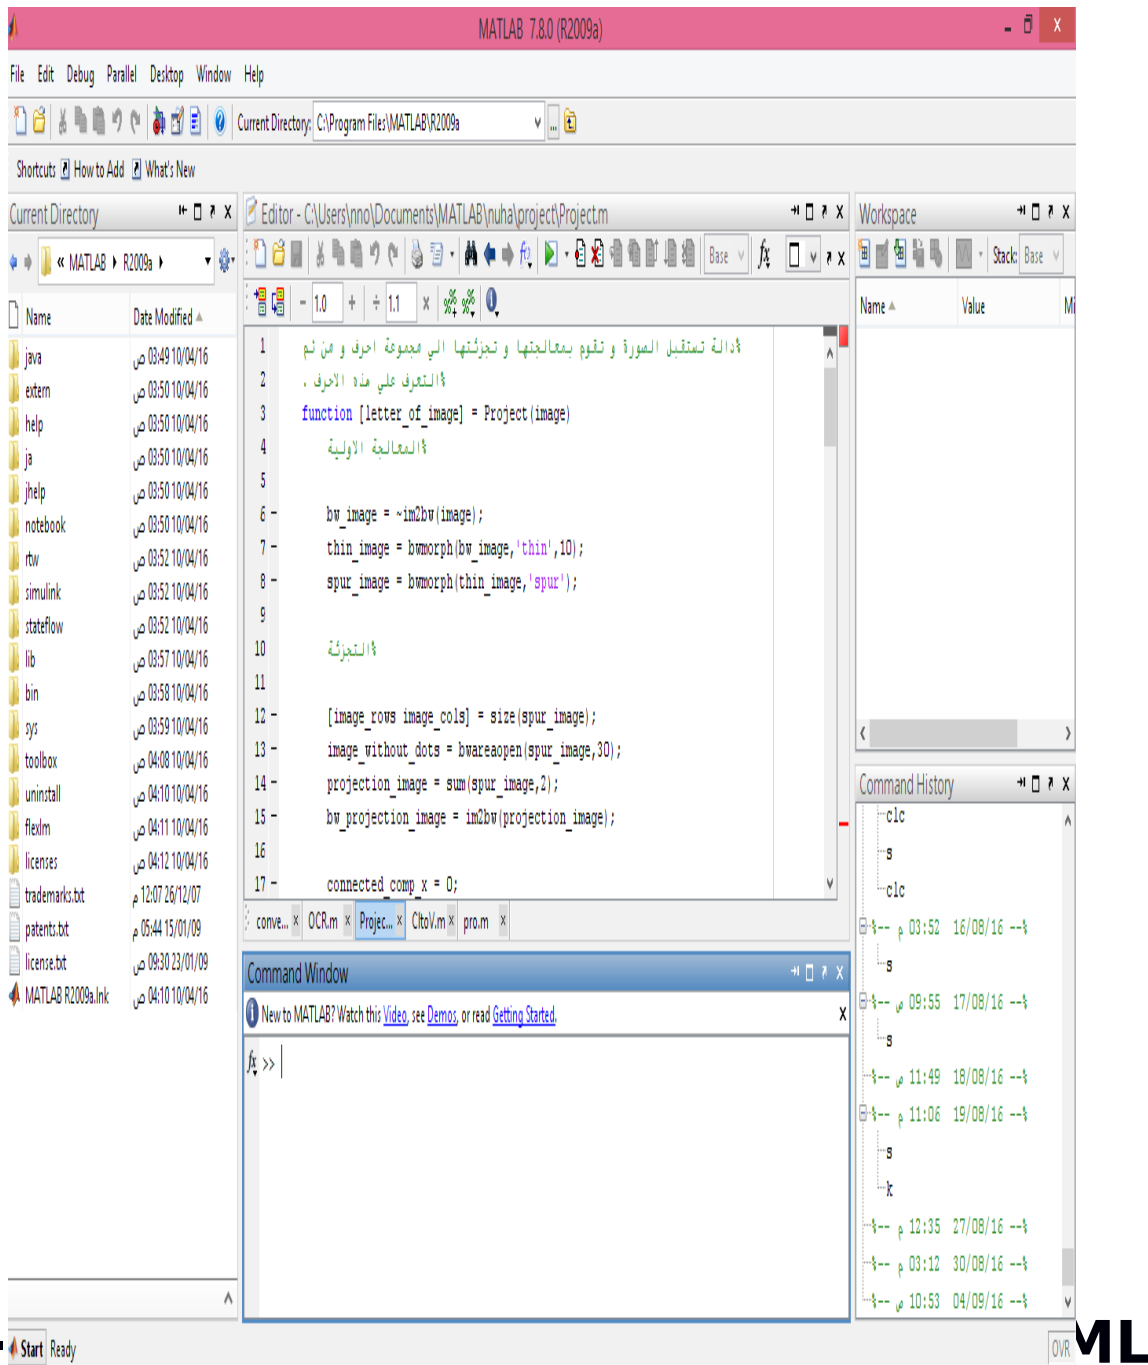 MATLAB 7.8.0 (R2009a)
File Edit Debug Parallel Desktop Window Help
Current Directory: C:\Program Files\MATLAB\R2009a
Shortcuts How to Add What's New
Current Directory
« MATLAB R2009a
Name Date Modified
java 03:49 10/04/16 ص
extern 03:50 10/04/16 ص
help 03:50 10/04/16 ص
ja 03:50 10/04/16 ص
jhelp 03:50 10/04/16 ص
notebook 03:50 10/04/16 ص
rtw 03:52 10/04/16 ص
simulink 03:52 10/04/16 ص
stateflow 03:52 10/04/16 ص
lib 03:57 10/04/16 ص
bin 03:58 10/04/16 ص
sys 03:59 10/04/16 ص
toolbox 04:08 10/04/16 ص
uninstall 04:10 10/04/16 ص
flexlm 04:11 10/04/16 ص
licenses 04:12 10/04/16 ص
trademarks.txt 12:07 26/12/07 م
patents.txt 05:44 15/01/09 م
license.txt 09:30 23/01/09 ص
MATLAB R2009a.lnk 04:10 10/04/16 ص
Editor - C:\Users\nno\Documents\MATLAB\nuha\project\Project.m
Base fx
- 1.0 + ÷ 1.1 ×
1 %دالة تستقبل الصورة و تقوم بمعالجتها و تجزئتها الي مجموعة احرف و من ثم
2 %التعرف علي هذه الاحرف .
3 function [letter_of_image] = Project(image)
4 %المعالجة الاولية
5
6 - bw_image = ~im2bw(image);
7 - thin_image = bwmorph(bw_image,'thin',10);
8 - spur_image = bwmorph(thin_image,'spur');
9
10 %التجزئة
11
12 - [image_rows image_cols] = size(spur_image);
13 - image_without_dots = bwareaopen(spur_image,30);
14 - projection_image = sum(spur_image,2);
15 - bw_projection_image = im2bw(projection_image);
16
17 - connected_comp_x = 0;
conve... × OCR.m × Projec... × CltoV.m × pro.m ×
Command Window
New to MATLAB? Watch this Video, see Demos, or read Getting Started.
fx >>
Workspace
Stack: Base
Name Value Mi
Command History
clc
s
clc
%-- م 03:52 16/08/16 --%
s
%-- ص 09:55 17/08/16 --%
s
%-- ص 11:49 18/08/16 --%
%-- م 11:06 19/08/16 --%
s
k
%-- م 12:35 27/08/16 --%
%-- م 03:12 30/08/16 --%
%-- ص 10:53 04/09/16 --%
Start Ready
OVR
ML